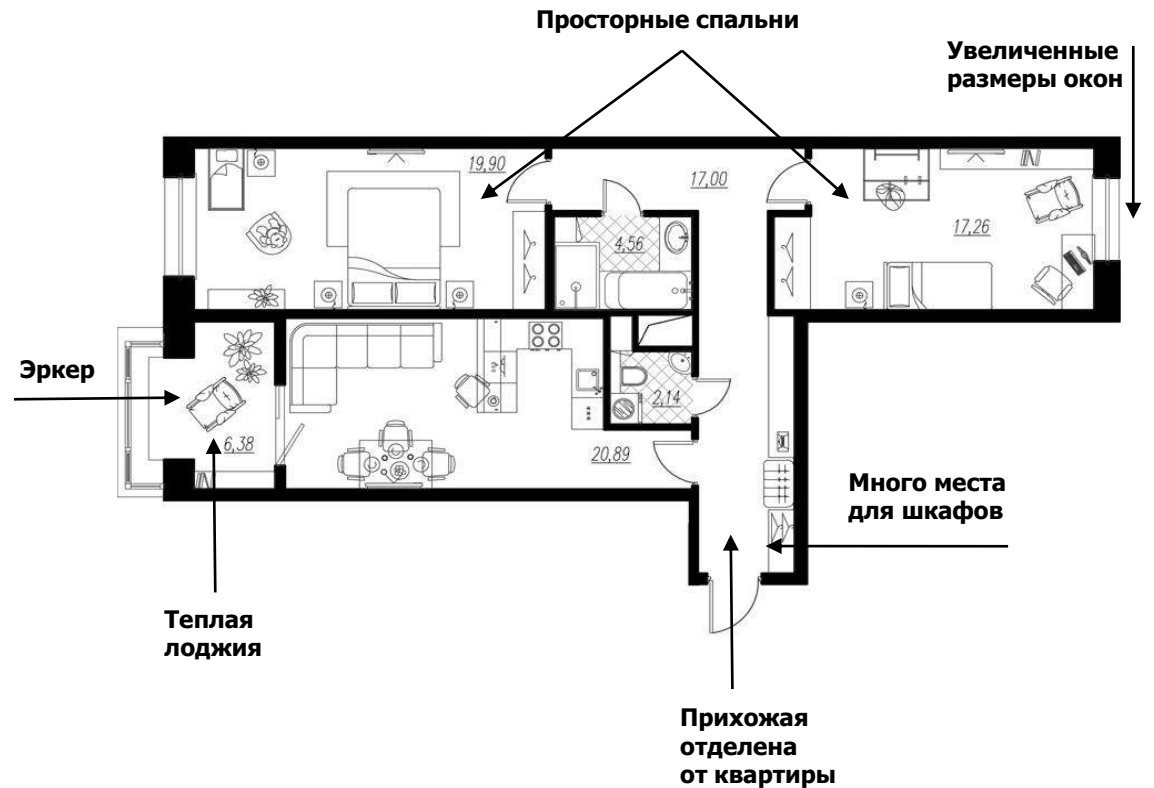 Просторные спальни
Увеличенные
размеры окон
19,90
17,00
4,56
17,26
Эркер
6,38
2,14
20,89
Много места
для шкафов
Теплая
лоджия
Прихожая
отделена
от квартиры